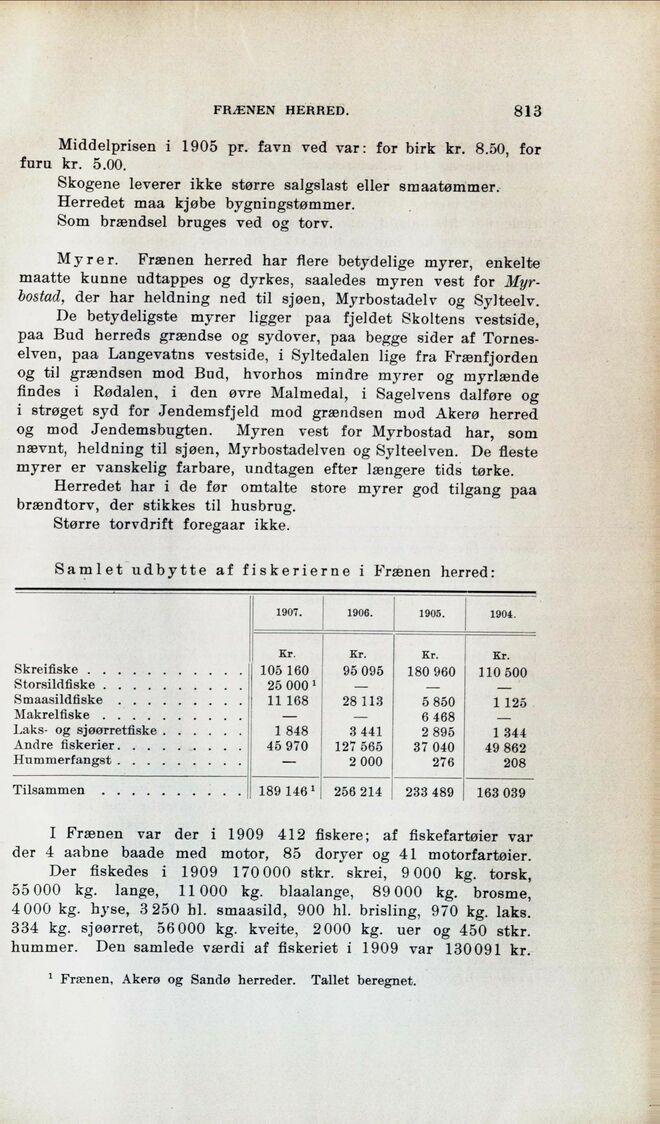 FRÆNEN HERRED. 813
Middelprisen i 1905 pr. favn ved var: for birk kr. 8.50, for
furu kr. 5.00.
Skogene leverer ikke større salgslast eller smaatømmer.
Herredet maa kjøbe bygningstømmer.
Som brændsel bruges ved og torv.
Myrer. Frænen herred har flere betydelige myrer, enkelte
maatte kunne udtappes og dyrkes, saaledes myren vest for Myr-
bostad, der har heldning ned til sjøen, Myrbostadelv og Sylteelv.
De betydeligste myrer ligger paa fjeldet Skoltens vestside,
paa Bud herreds grændse og sydover, paa begge sider af Tornes-
elven, paa Langevatns vestside, i Syltedalen lige fra Frænfjorden
og til grændsen mod Bud, hvorhos mindre myrer og myrlænde
findes i Rødalen, i den øvre Malmedal, i Sagelvens dalføre og
i strøget syd for Jendemsfjeld mod grændsen mod Akerø herred
og mod Jendemsbugten. Myren vest for Myrbostad har, som
nævnt, heldning til sjøen, Myrbostadelven og Sylteelven. De fleste
myrer er vanskelig farbare, undtagen efter længere tids tørke.
Herredet har i de før omtalte store myrer god tilgang paa
brændtorv, der stikkes til husbrug.
Større torvdrift foregaar ikke.
Samlet udbytte af fiskerierne i Frænen herred:
1907. 1906. 1905. 1904.
Kr. Kr. Kr. Kr.
Skreifiske . . . . . . . . . . 105 160 95 095 180 960 110 500
Storsildfiske . . . . . . . . . 25 000 ¹ — — —
Smaasildfiske . . . . . . . . 11 168 28 113 5 850 1 125
Makrelfiske . . . . . . . . . — — 6 468 —
Laks- og sjøørretfiske . . . . . . 1 848 3 441 2 895 1 344
Andre fiskerier. . . . . . . . 45 970 127 565 37 040 49 862
Hummerfangst . . . . . . . . — 2 000 276 208
Tilsammen . . . . . . . . . . 189 146 ¹ 256 214 233 489 163 039
I Frænen var der i 1909 412 fiskere; af fiskefartøier var
der 4 aabne baade med motor, 85 doryer og 41 motorfartøier.
Der fiskedes i 1909 170 000 stkr. skrei, 9 000 kg. torsk,
55 000 kg. lange, 11 000 kg. blaalange, 89 000 kg. brosme,
4 000 kg. hyse, 3 250 hl. smaasild, 900 hl. brisling, 970 kg. laks.
334 kg. sjøørret, 56 000 kg. kveite, 2 000 kg. uer og 450 stkr.
hummer. Den samlede værdi af fiskeriet i 1909 var 130 091 kr.
¹ Frænen, Akerø og Sandø herreder. Tallet beregnet.